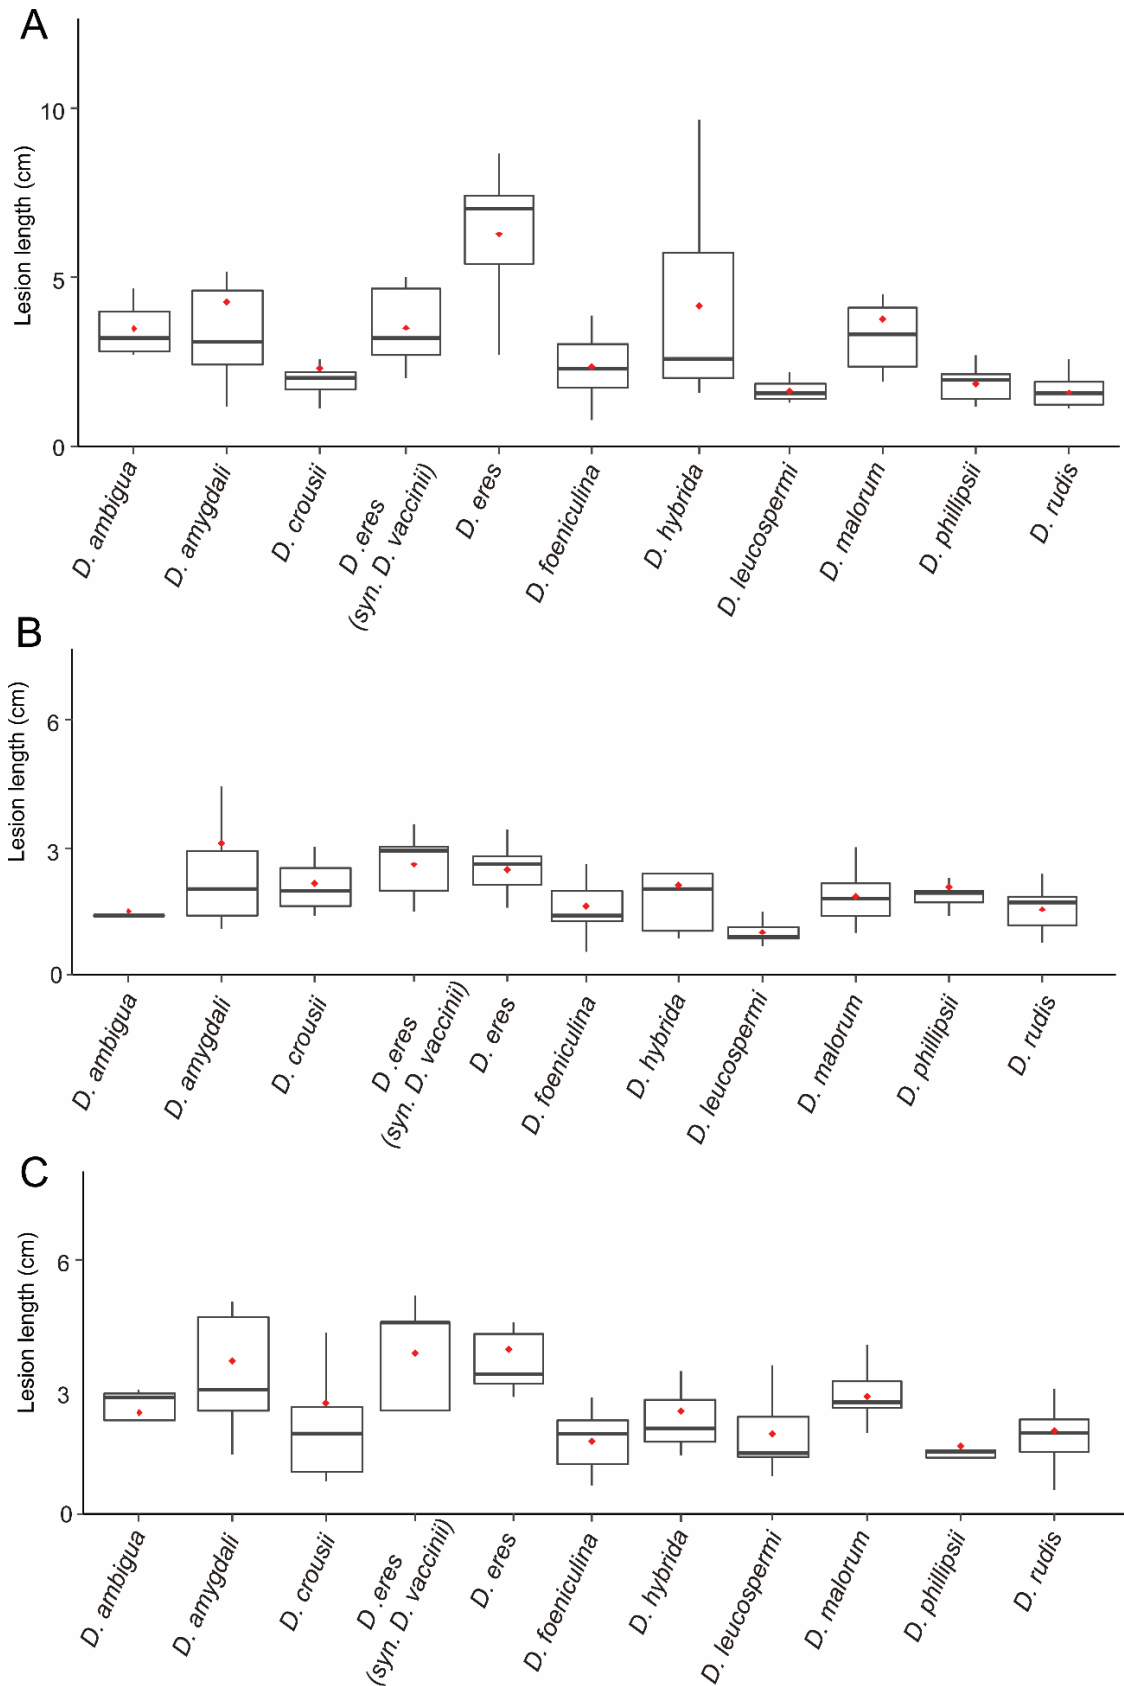 A
Lesion length (cm)
10
5
0
D. ambigua
D. amygdali
D. crousii
D .eres
(syn. D. vaccinii)
D. eres
D. foeniculina
D. hybrida
D. leucospermi
D. malorum
D. phillipsii
D. rudis
B
Lesion length (cm)
6
3
0
D. ambigua
D. amygdali
D. crousii
D .eres
(syn. D. vaccinii)
D. eres
D. foeniculina
D. hybrida
D. leucospermi
D. malorum
D. phillipsii
D. rudis
C
Lesion length (cm)
6
3
0
D. ambigua
D. amygdali
D. crousii
D .eres
(syn. D. vaccinii)
D. eres
D. foeniculina
D. hybrida
D. leucospermi
D. malorum
D. phillipsii
D. rudis